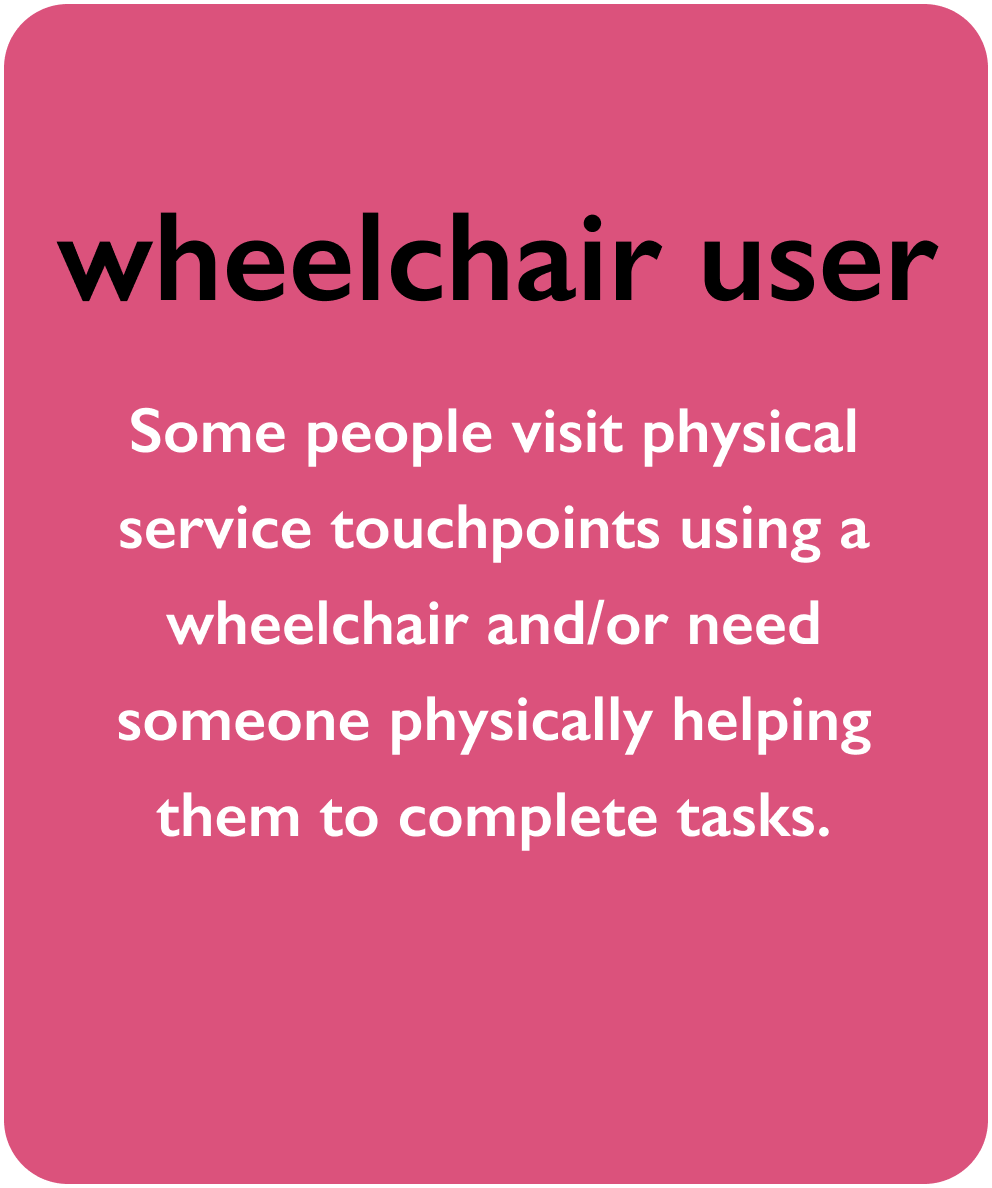 wheelchair user
Some people visit physical
service touchpoints using a
wheelchair and/or need
someone physically helping
them to complete tasks.